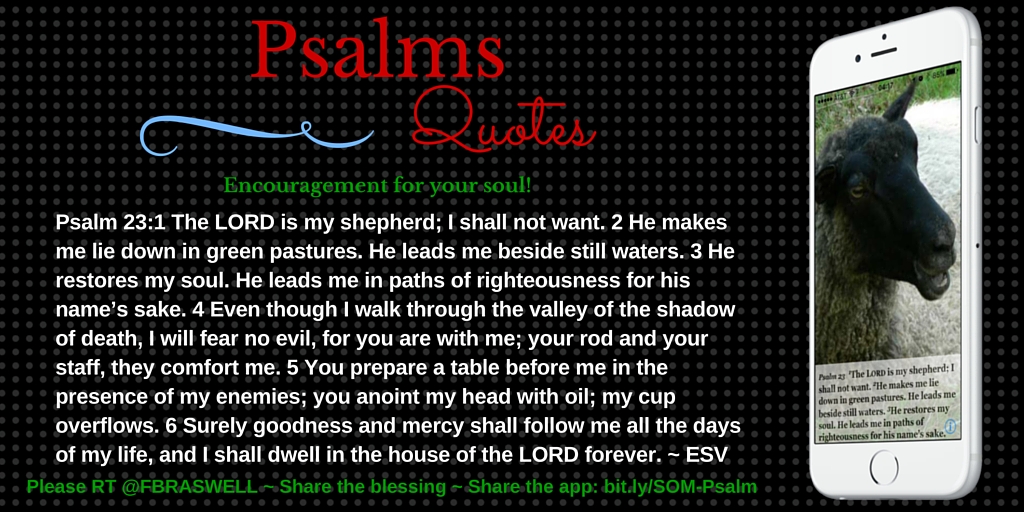 Psalms
Quotes
Encouragement for your soul!
Psalm 23:1 The LORD is my shepherd; I shall not want. 2 He makes
me lie down in green pastures. He leads me beside still waters. 3 He
restores my soul. He leads me in paths of righteousness for his
name’s sake. 4 Even though I walk through the valley of the shadow
of death, I will fear no evil, for you are with me; your rod and your
staff, they comfort me. 5 You prepare a table before me in the
presence of my enemies; you anoint my head with oil; my cup
overflows. 6 Surely goodness and mercy shall follow me all the days
of my life, and I shall dwell in the house of the LORD forever. ~ ESV
Please RT @FBRASWELL ~ Share the blessing ~ Share the app: bit.ly/SOM-Psalm
Psalm 23 ¹The LORD is my shepherd; I
shall not want. ²He makes me lie
down in green pastures. He leads me
beside still waters. ³He restores my
soul. He leads me in paths of
righteousness for his name's sake.